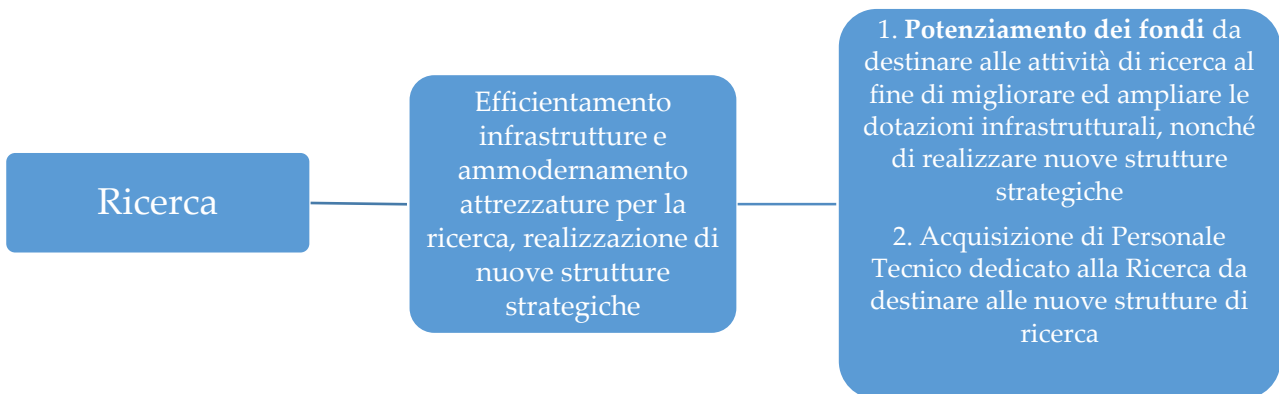 Ricerca
Efficientamento
infrastrutture e
ammodernamento
attrezzature per la
ricerca, realizzazione di
nuove strutture
strategiche
1. Potenziamento dei fondi da
destinare alle attività di ricerca al
fine di migliorare ed ampliare le
dotazioni infrastrutturali, nonché
di realizzare nuove strutture
strategiche
2. Acquisizione di Personale
Tecnico dedicato alla Ricerca da
destinare alle nuove strutture di
ricerca